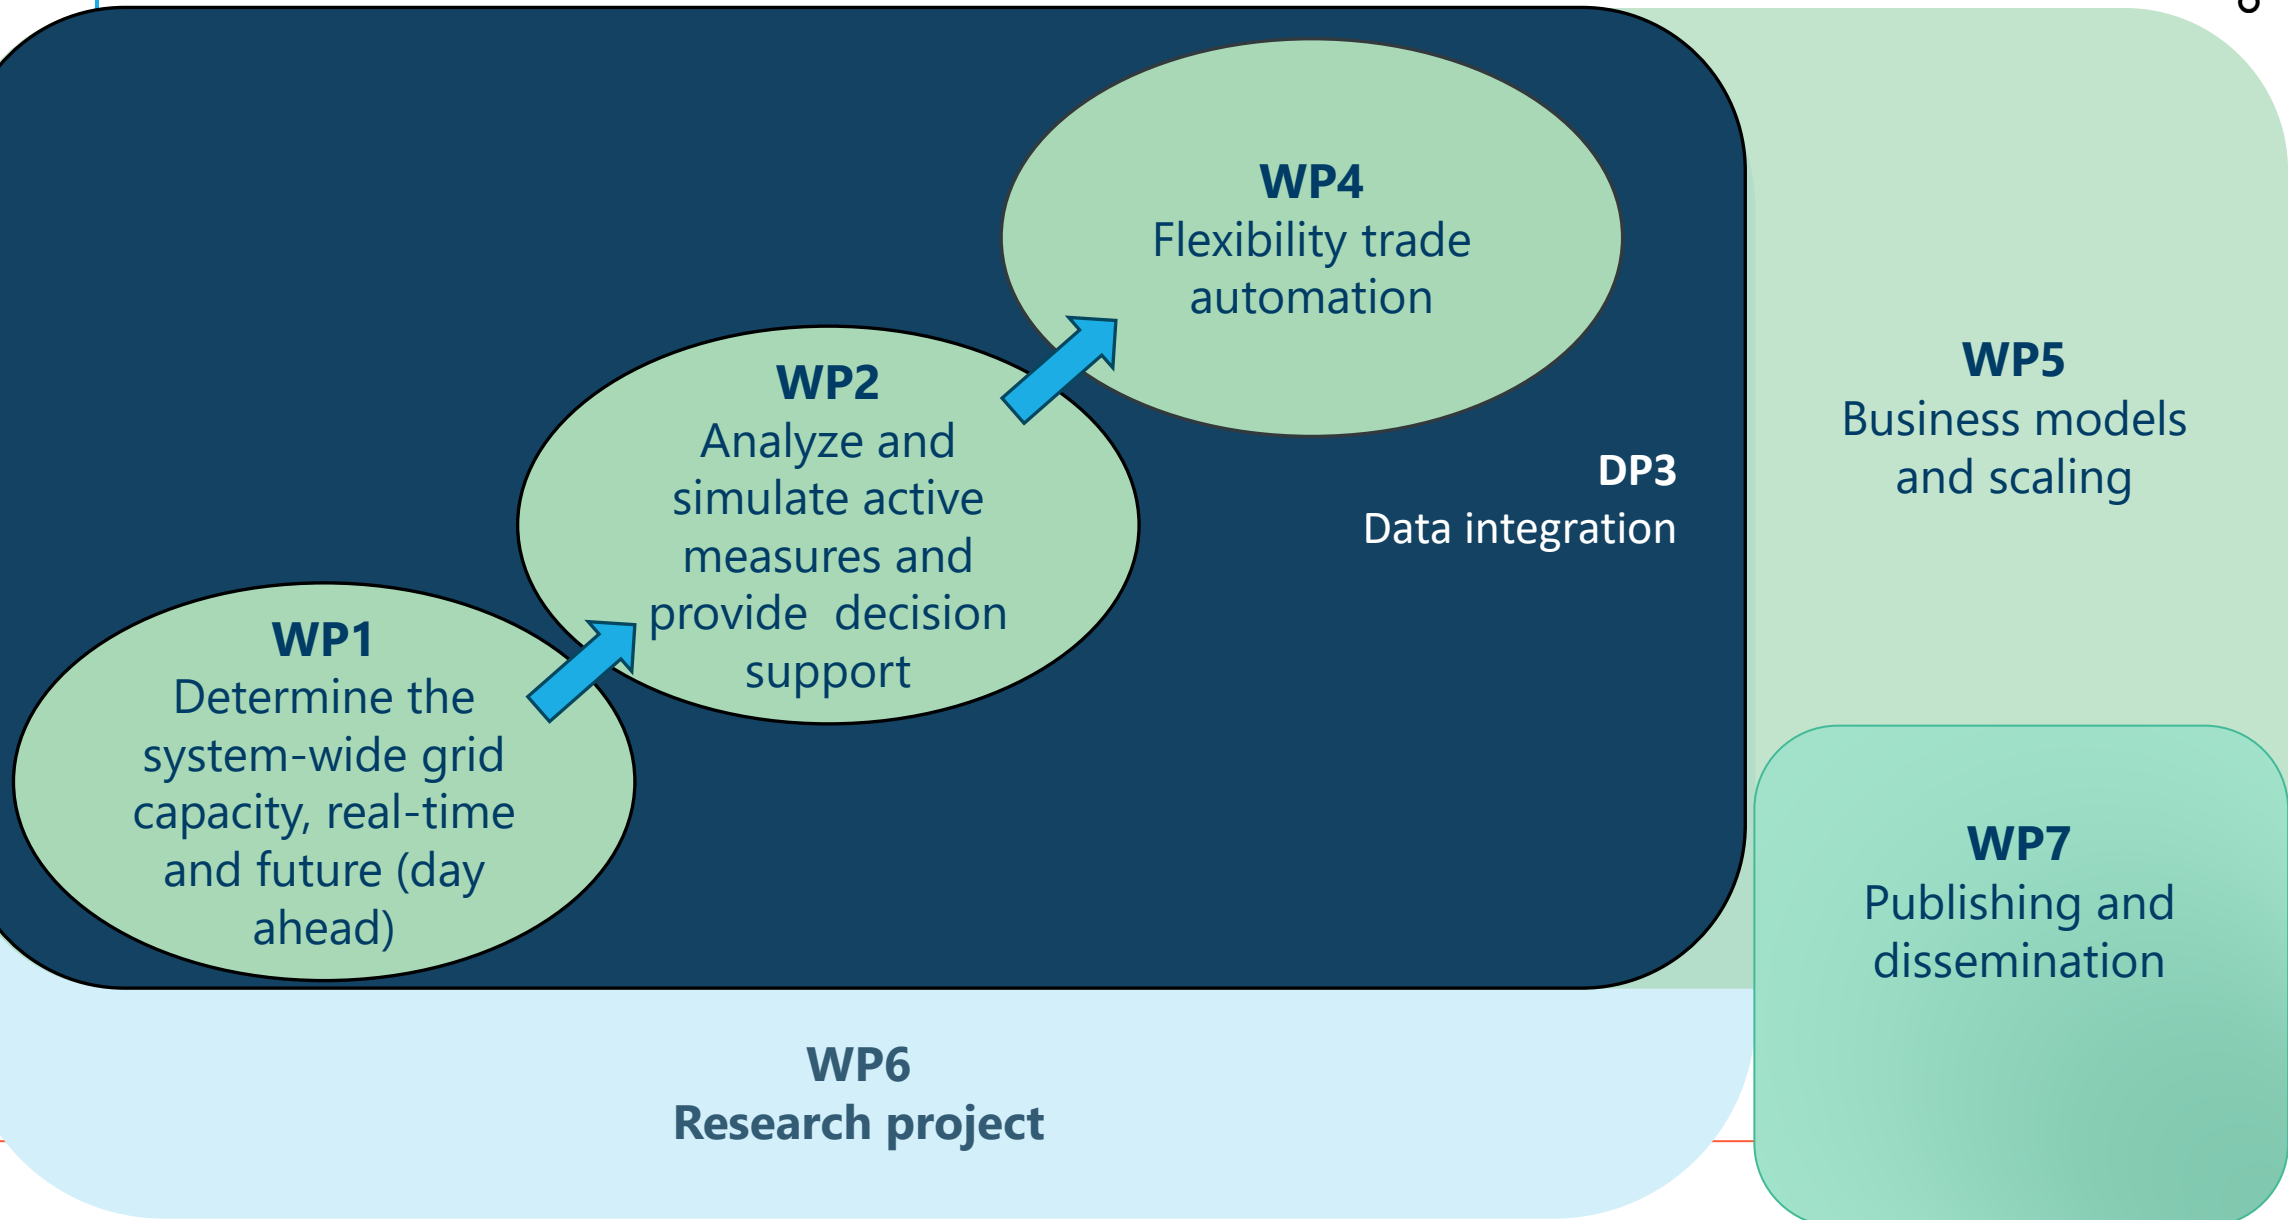 WP4
Flexibility trade
automation
WP2
Analyze and
simulate active
measures and
provide  decision
support
WP1
Determine the
system-wide grid
capacity, real-time
and future (day
ahead)
DP3
Data integration
WP5
Business models
and scaling
WP7
Publishing and
dissemination
WP6
Research project